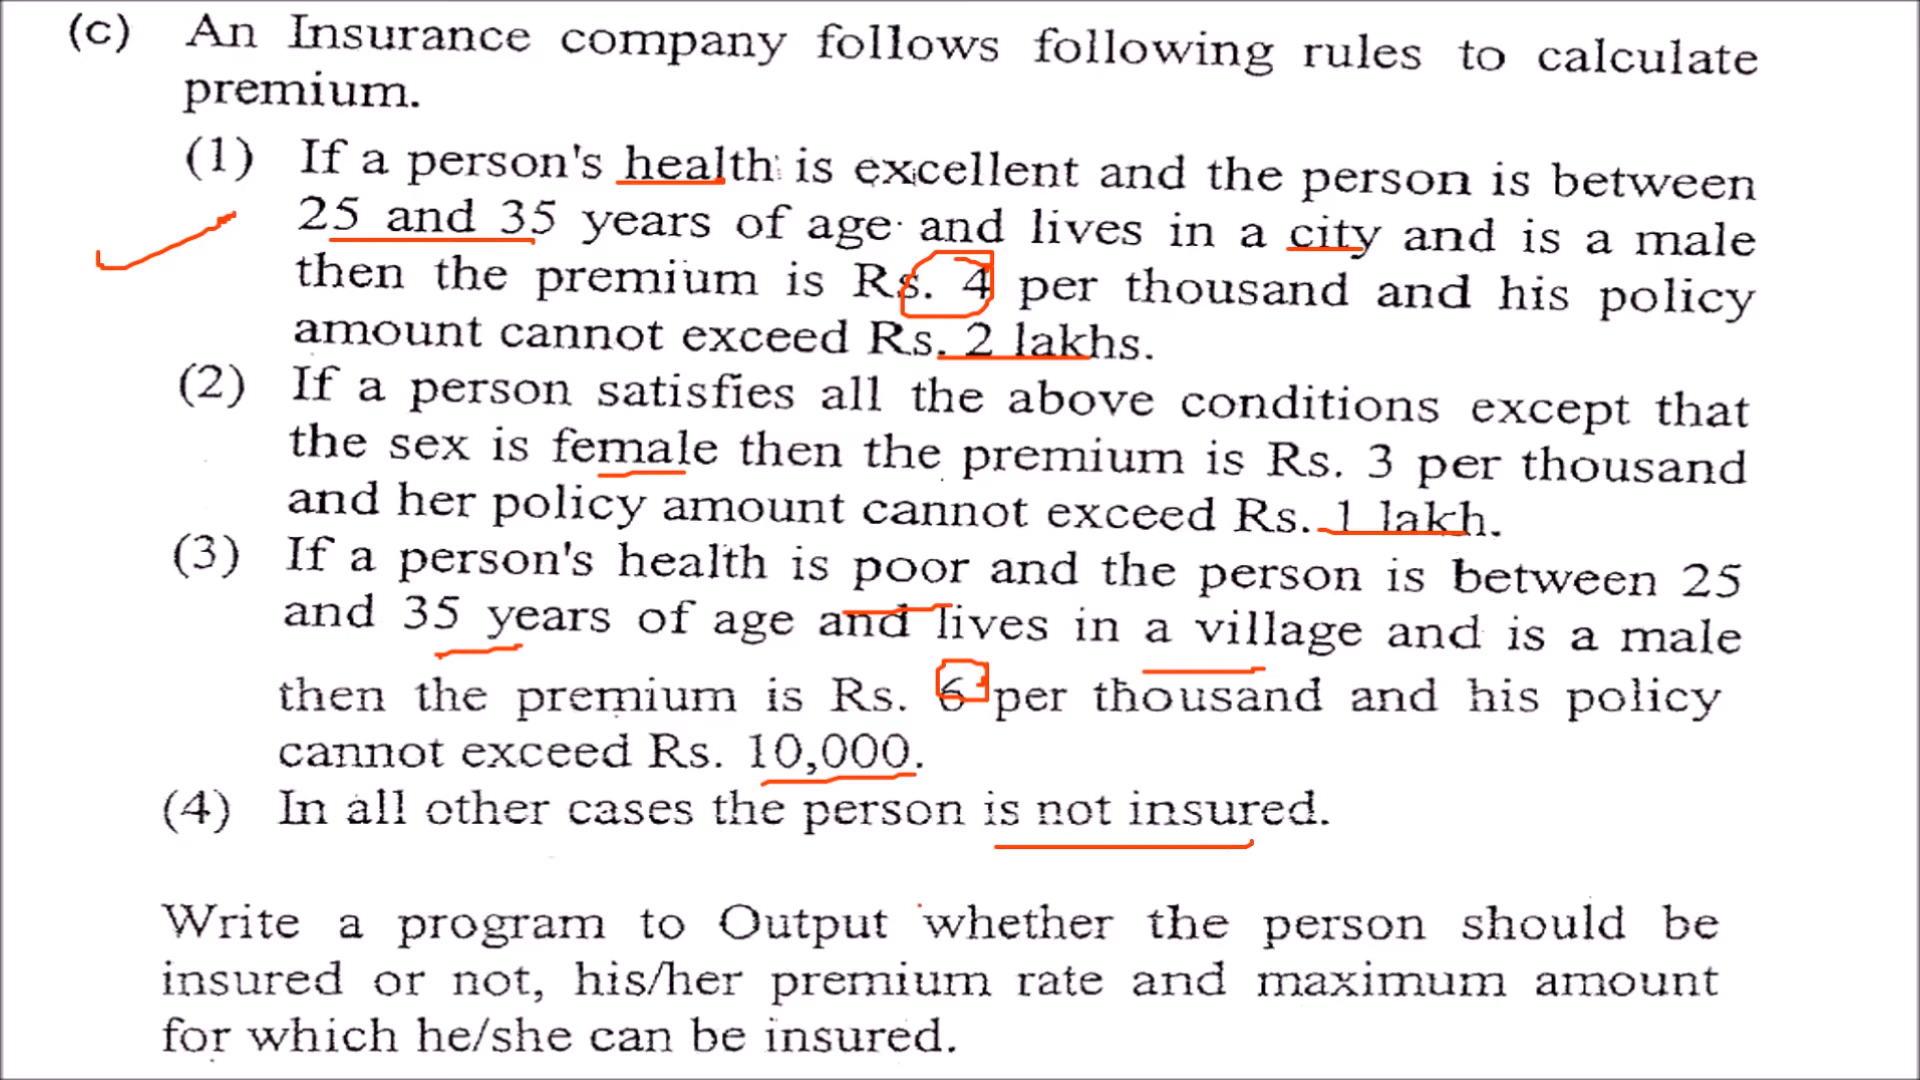 (c) An Insurance company follows following rules to calculate
premium.
(1) If a person's health is excellent and the person is between
25 and 35 years of age and lives in a city and is a male
then the premium is Rs. 4 per thousand and his policy
amount cannot exceed Rs. 2 lakhs.
(2) If a person satisfies all the above conditions except that
the sex is female then the premium is Rs. 3 per thousand
and her policy amount cannot exceed Rs. 1 lakh.
(3) If a person's health is poor and the person is between 25
and 35 years of age and lives in a village and is a male
then the premium is Rs. 6 per thousand and his policy
cannot exceed Rs. 10,000.
(4) In all other cases the person is not insured.
Write a program to Output whether the person should be
insured or not, his/her premium rate and maximum amount
for which he/she can be insured.